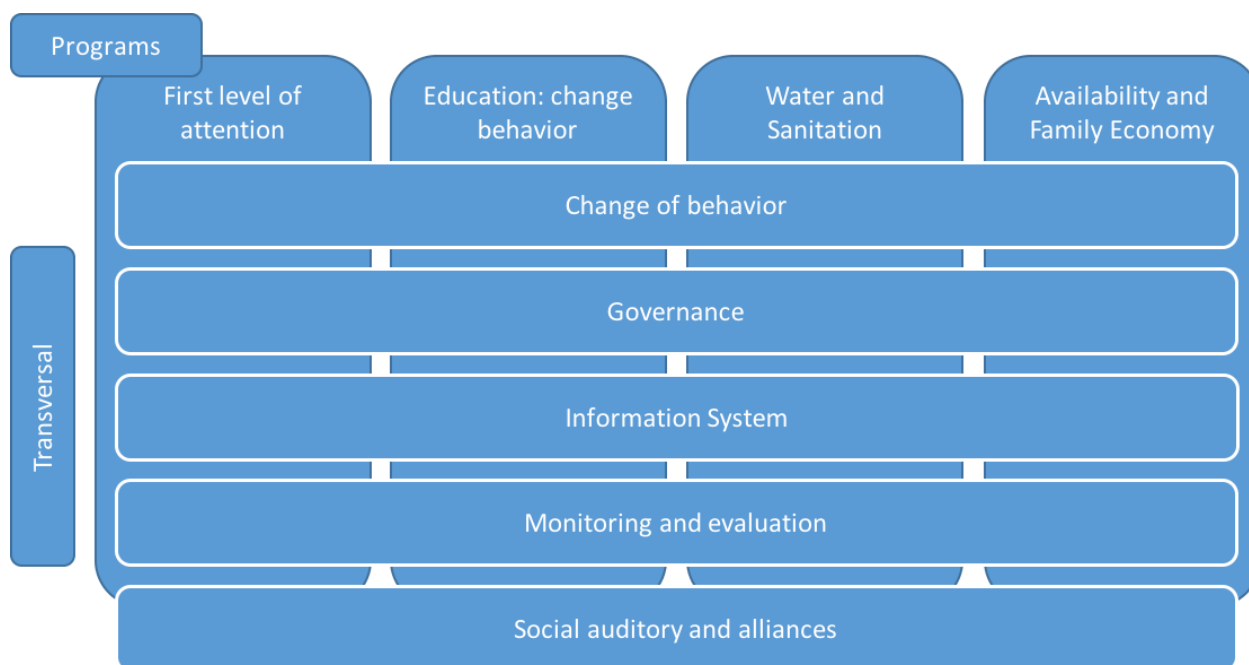 Programs
First level of
attention
Education: change
behavior
Water and
Sanitation
Availability and
Family Economy
Change of behavior
Governance
Transversal
Information System
Monitoring and evaluation
Social auditory and alliances